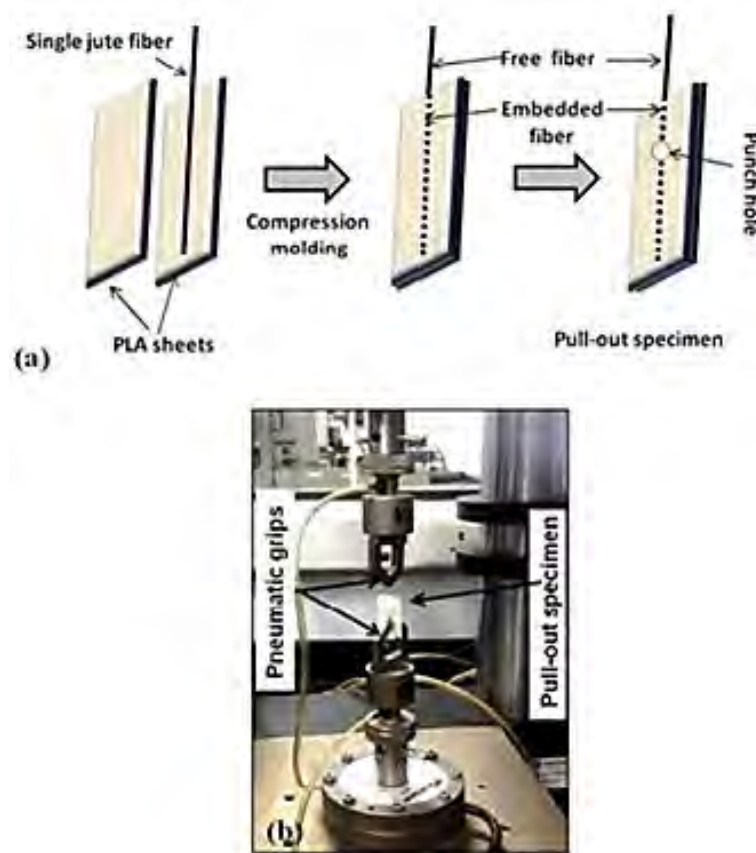 Single jute fiber
Free fiber
Embedded
fiber
Punch hole
Compression
molding
PLA sheets
Pull-out specimen
(a)
Pneumatic grips
Pull-out specimen
(b)